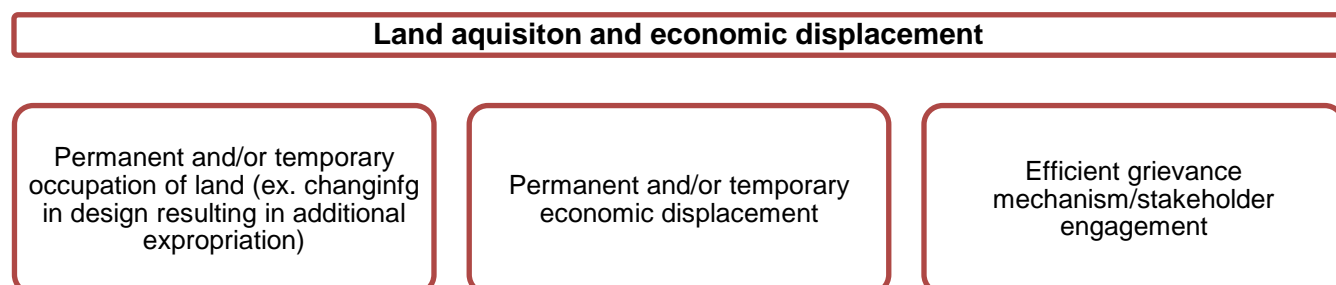 Land aquisiton and economic displacement
Permanent and/or temporary
occupation of land (ex. changinfg
in design resulting in additional
expropriation)
Permanent and/or temporary
economic displacement
Efficient grievance
mechanism/stakeholder
engagement